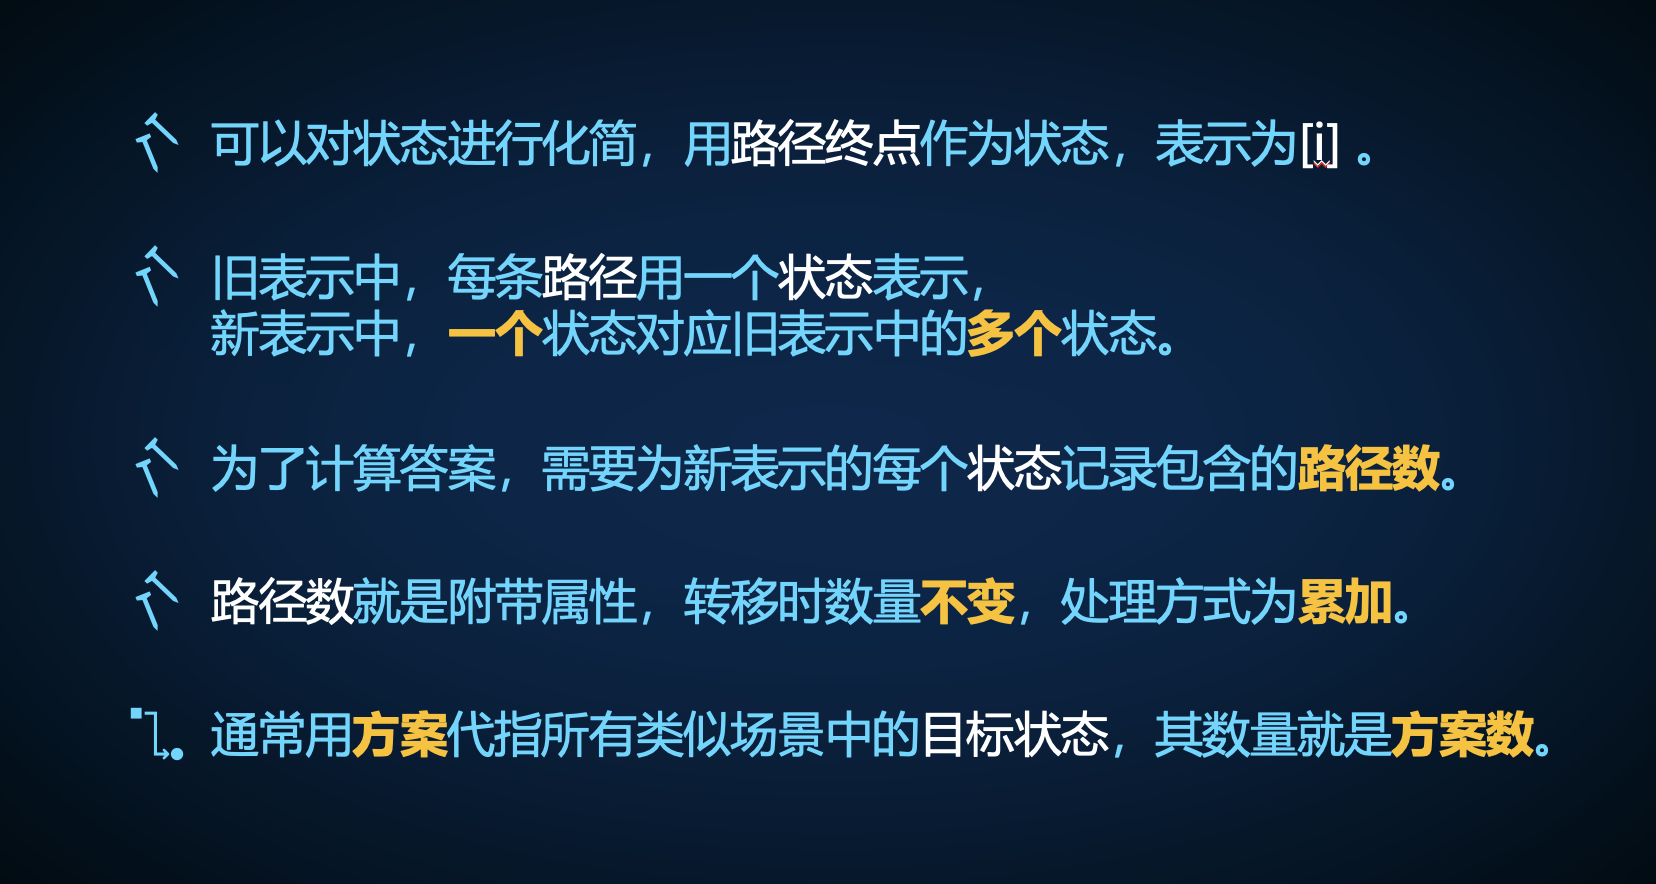 可以对状态进行化简，用路径终点作为状态，表示为[i] 。
旧表示中，每条路径用一个状态表示，
新表示中，一个状态对应旧表示中的多个状态。
为了计算答案，需要为新表示的每个状态记录包含的路径数。
路径数就是附带属性，转移时数量不变，处理方式为累加。
通常用方案代指所有类似场景中的目标状态，其数量就是方案数。